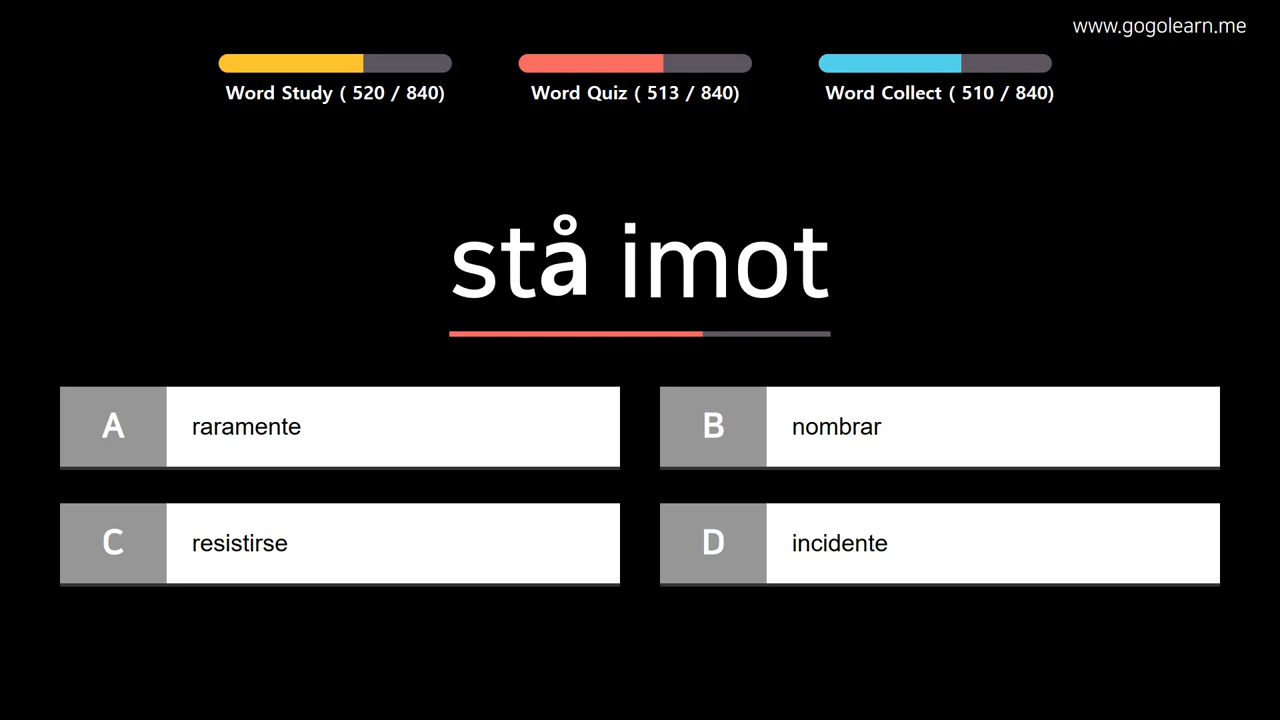 www.gogolearn.me
Word Study ( 520 / 840)
Word Quiz ( 513 / 840)
Word Collect ( 510 / 840)
stå imot
A raramente
B nombrar
C resistirse
D incidente